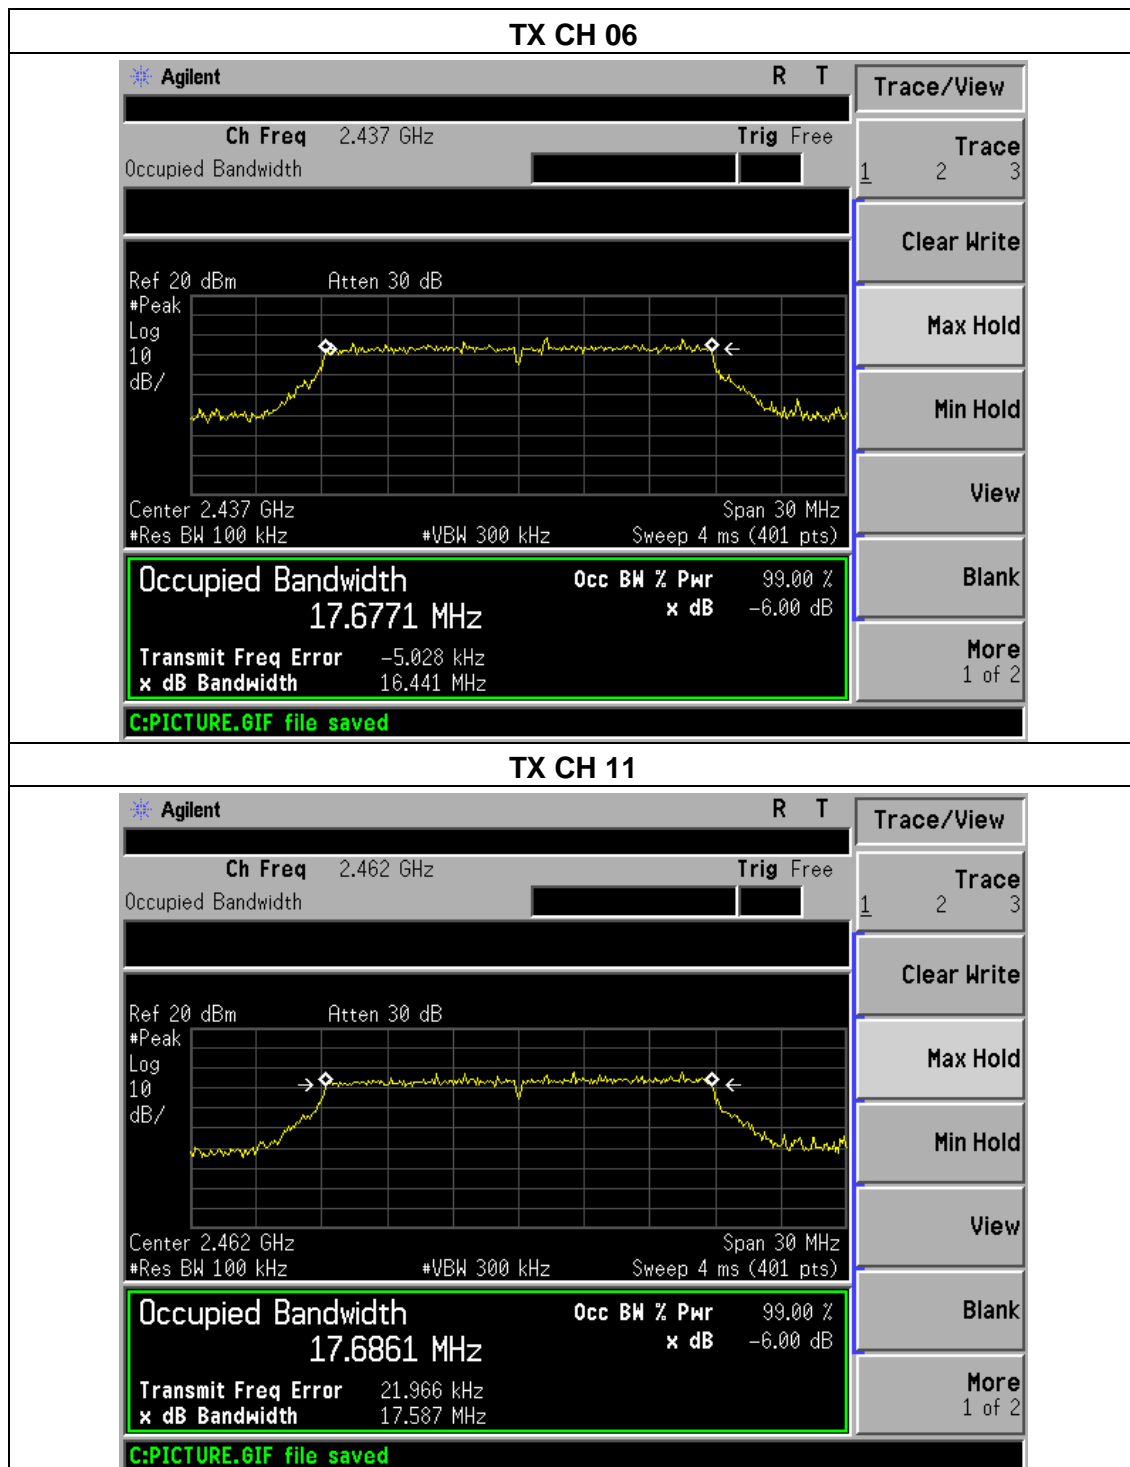 TX CH 06
Agilent R T
Trace/View
Ch Freq 2.437 GHz Trig Free
Occupied Bandwidth
Trace
1 2 3
Clear Write
Max Hold
Min Hold
View
Blank
More
1 of 2
Ref 20 dBm Atten 30 dB
#Peak
Log
10
dB/
Center 2.437 GHz Span 30 MHz
#Res BW 100 kHz #VBW 300 kHz Sweep 4 ms (401 pts)
Occupied Bandwidth Occ BW % Pwr 99.00 %
17.6771 MHz x dB -6.00 dB
Transmit Freq Error -5.028 kHz
x dB Bandwidth 16.441 MHz
C:PICTURE.GIF file saved
TX CH 11
Agilent R T
Trace/View
Ch Freq 2.462 GHz Trig Free
Occupied Bandwidth
Trace
1 2 3
Clear Write
Max Hold
Min Hold
View
Blank
More
1 of 2
Ref 20 dBm Atten 30 dB
#Peak
Log
10
dB/
Center 2.462 GHz Span 30 MHz
#Res BW 100 kHz #VBW 300 kHz Sweep 4 ms (401 pts)
Occupied Bandwidth Occ BW % Pwr 99.00 %
17.6861 MHz x dB -6.00 dB
Transmit Freq Error 21.966 kHz
x dB Bandwidth 17.587 MHz
C:PICTURE.GIF file saved